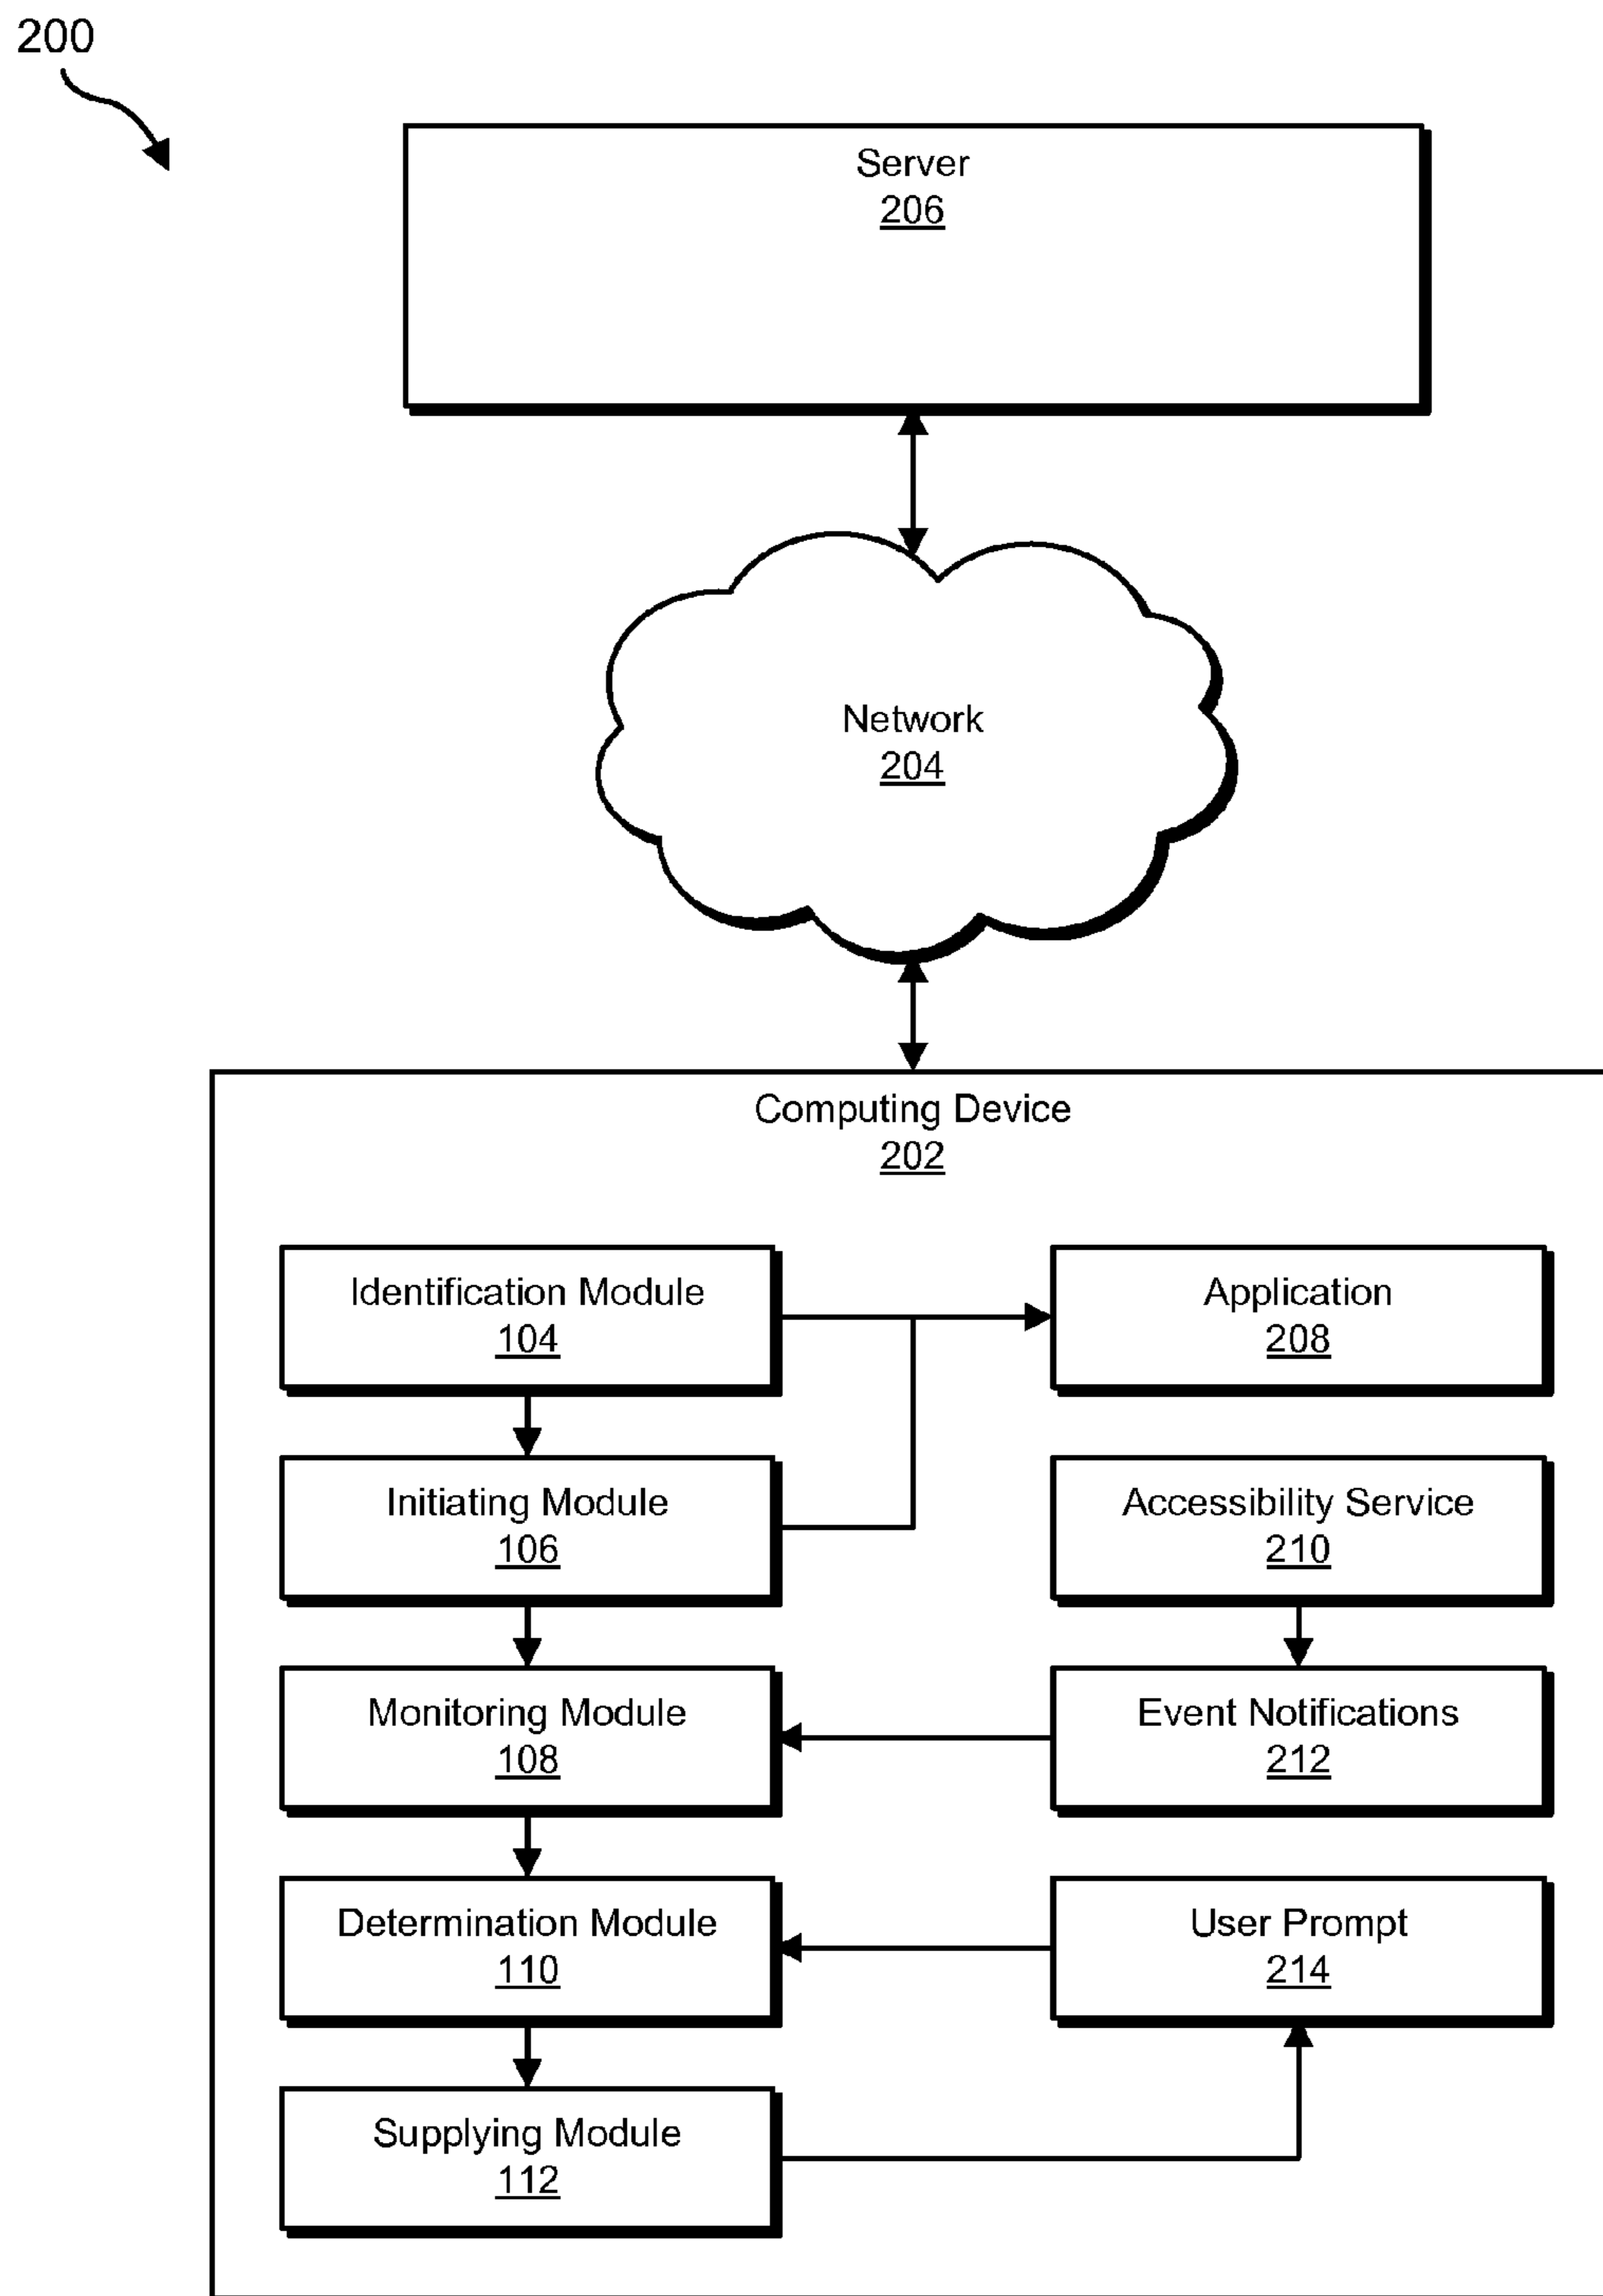 200
Server
206
Network
204
Computing Device
202
Identification Module
104
Application
208
Initiating Module
106
Accessibility Service
210
Monitoring Module
108
Event Notifications
212
Determination Module
110
User Prompt
214
Supplying Module
112